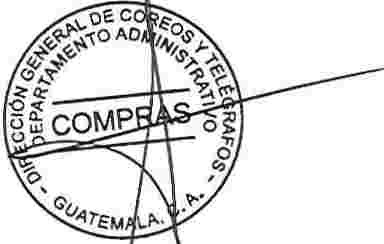 DIRECCIÓN GENERAL DE CORREOS Y TELÉGRAFOS -
DEPARTAMENTO ADMINISTRATIVO
COMPRAS
- GUATEMALA, C. A.